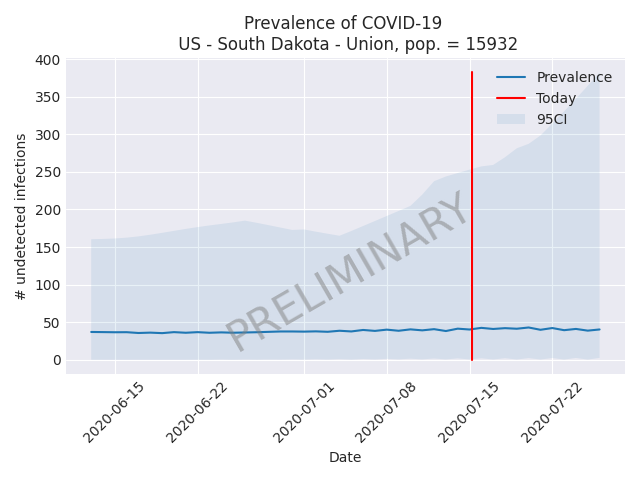 Prevalence of COVID-19
US - South Dakota - Union, pop. = 15932
400
350
300
250
200
150
100
50
0
# undetected infections
Prevalence
Today
95CI
PRELIMINARY
2020-06-15
2020-06-22
2020-07-01
2020-07-08
2020-07-15
2020-07-22
Date